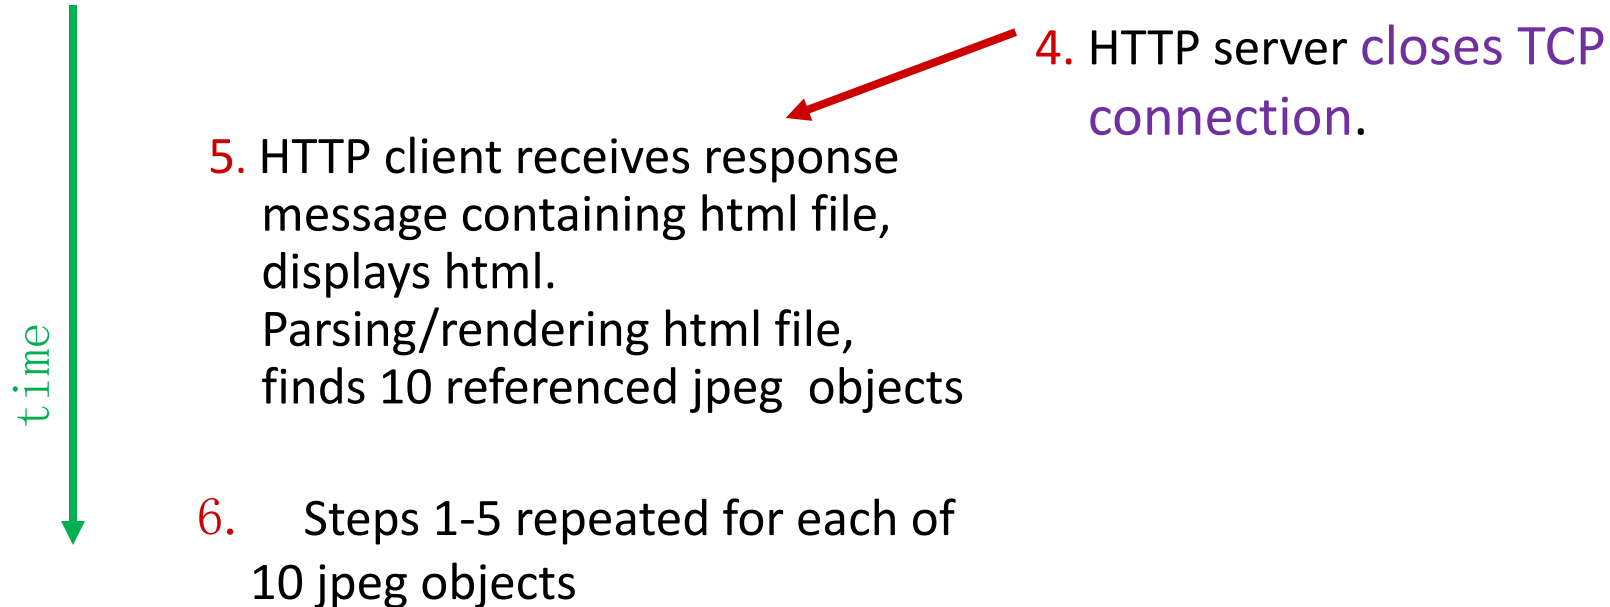 4. HTTP server closes TCP
connection.
5. HTTP client receives response
message containing html file,
displays html.
Parsing/rendering html file,
finds 10 referenced jpeg  objects
time
6. Steps 1-5 repeated for each of
10 jpeg objects